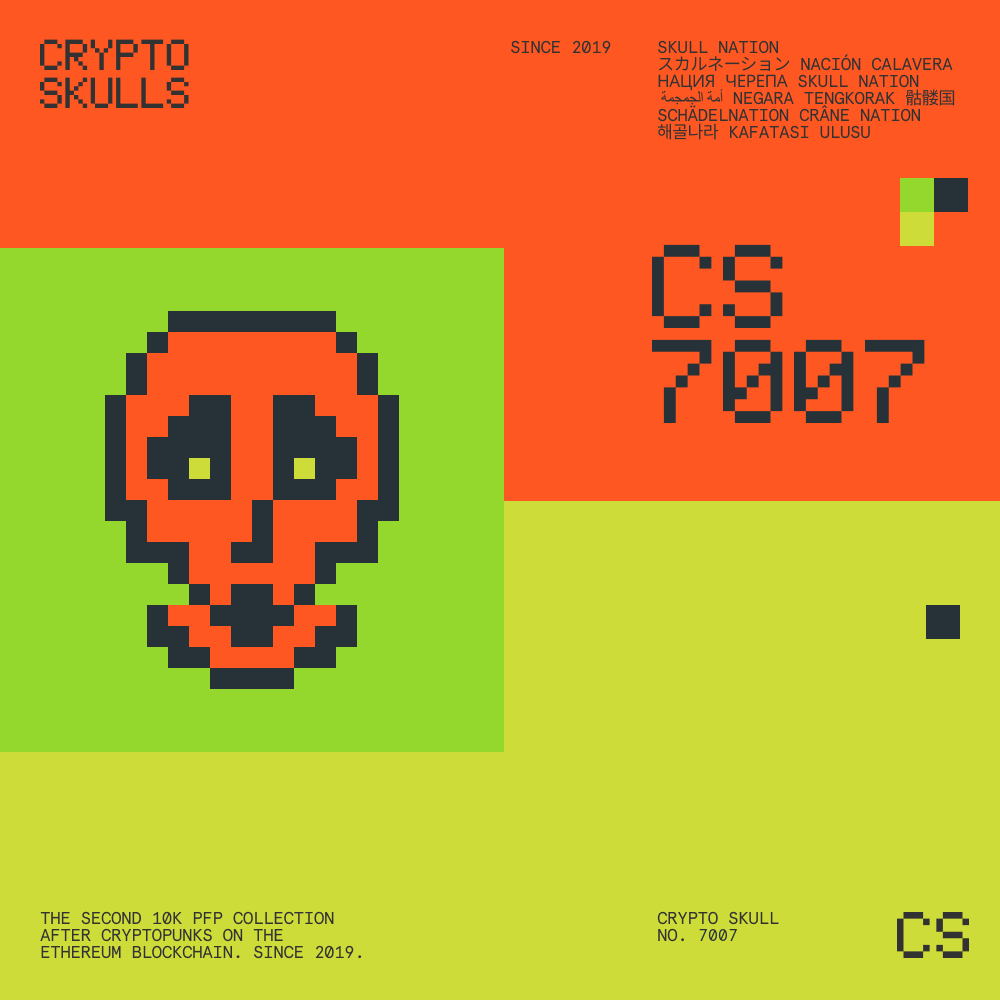 CRYPTO
SKULLS
SINCE 2019
SKULL NATION
スカルネーション NACIÓN CALAVERA
НАЦИЯ ЧЕРЕПА SKULL NATION
أمة الجمجمة NEGARA TENGKORAK 骷髅国
SCHÄDELNATION CRÂNE NATION
해골나라 KAFATASI ULUSU
CS
7007
THE SECOND 10K PFP COLLECTION
AFTER CRYPTOPUNKS ON THE
ETHEREUM BLOCKCHAIN. SINCE 2019.
CRYPTO SKULL
NO. 7007
CS